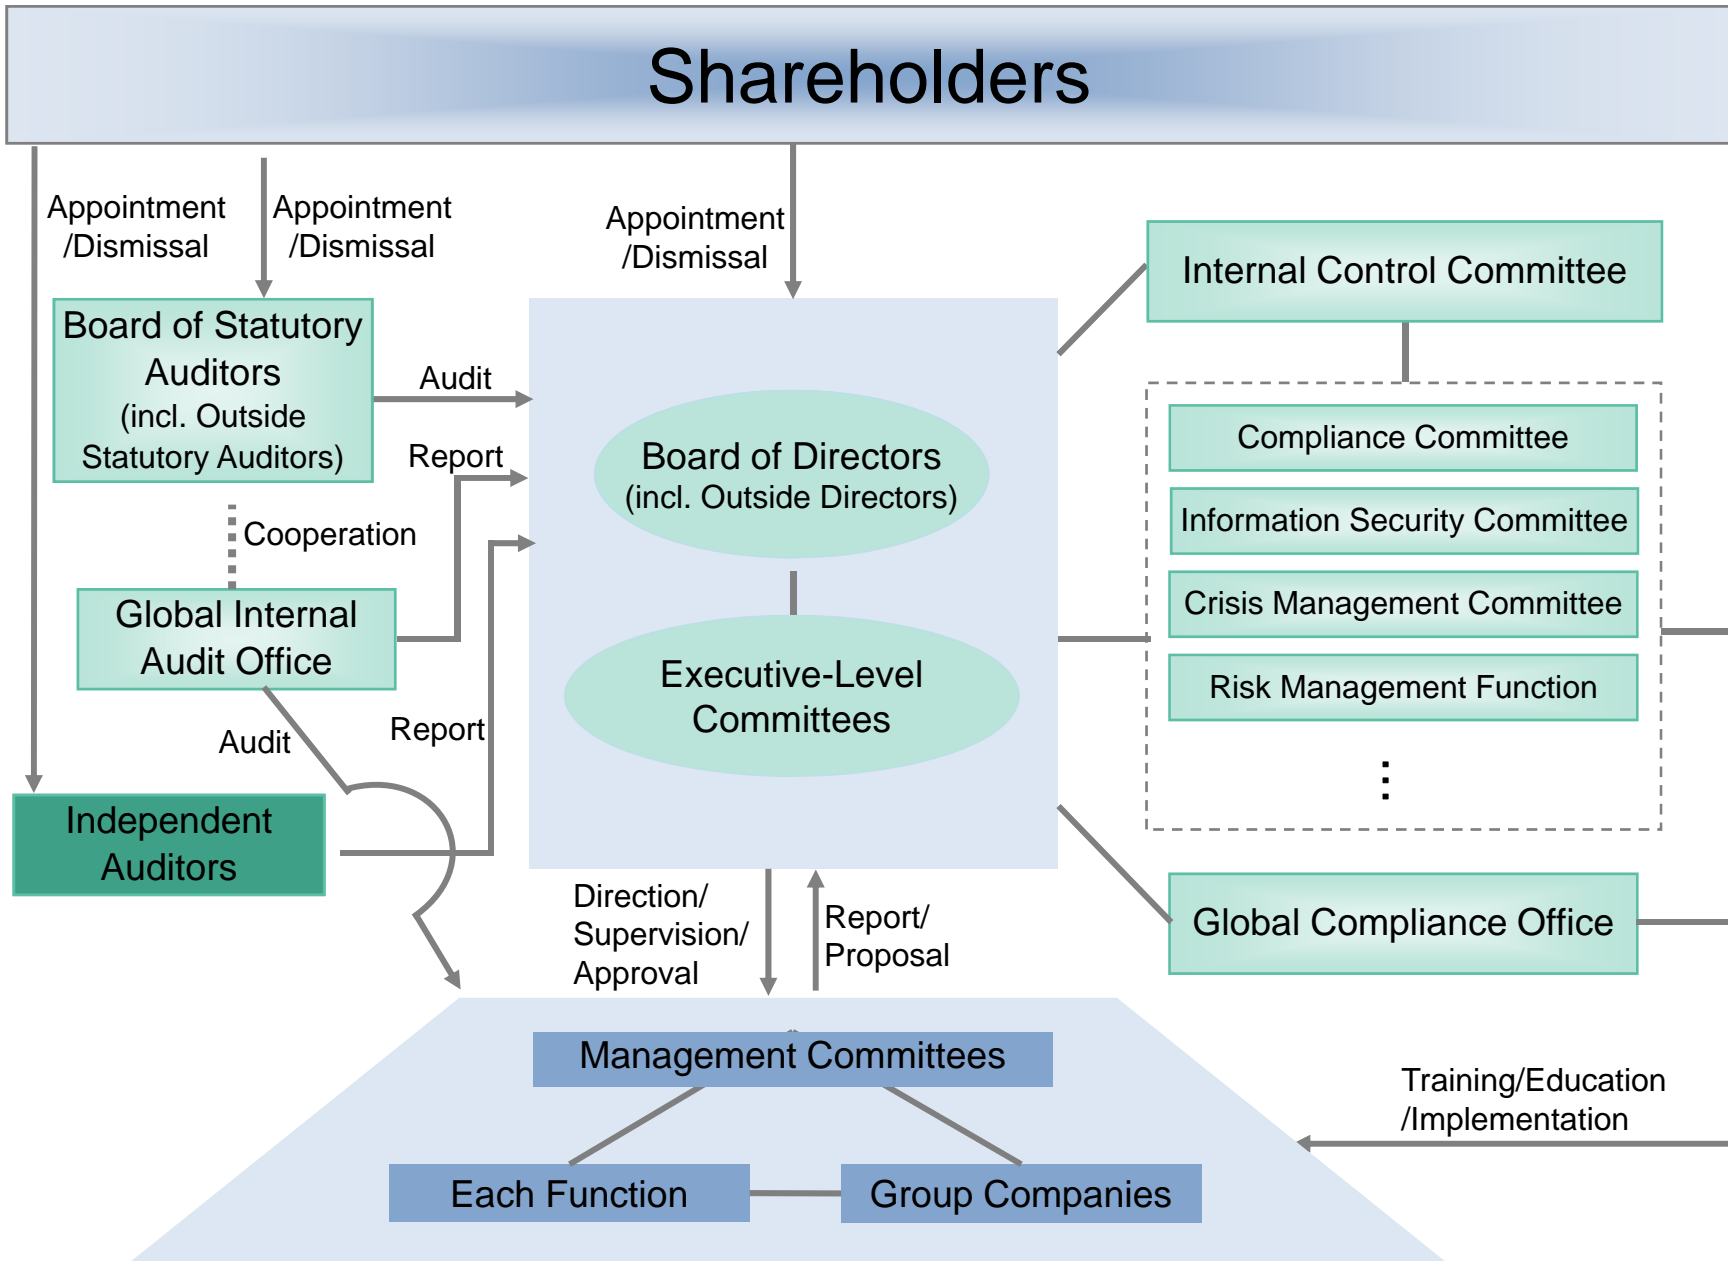 Shareholders
Appointment
/Dismissal
Appointment
/Dismissal
Appointment
/Dismissal
Board of Statutory
Auditors
(incl. Outside
Statutory Auditors)
Audit
Report
Cooperation
Global Internal
Audit Office
Audit
Report
Independent
Auditors
Board of Directors
(incl. Outside Directors)
Executive-Level
Committees
Internal Control Committee
Compliance Committee
Information Security Committee
Crisis Management Committee
Risk Management Function
⋮
Global Compliance Office
Direction/
Supervision/
Approval
Report/
Proposal
Management Committees
Each Function
Group Companies
Training/Education
/Implementation